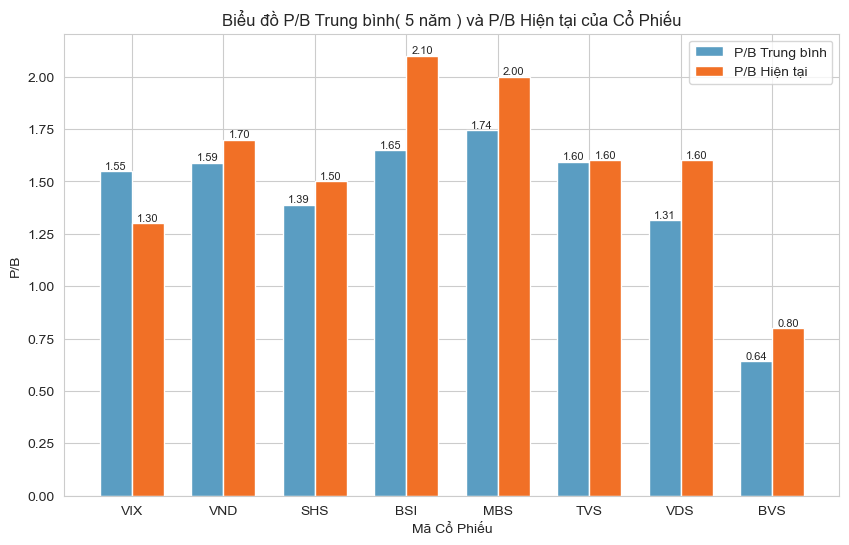 Biểu đồ P/B Trung bình( 5 năm ) và P/B Hiện tại của Cổ Phiếu
P/B Trung bình
P/B Hiện tại
P/B
2.00
1.75
1.50
1.25
1.00
0.75
0.50
0.25
0.00
1.55
1.30
1.59
1.70
1.39
1.50
1.65
2.10
1.74
2.00
1.60
1.60
1.31
1.60
0.64
0.80
VIX
VND
SHS
BSI
MBS
TVS
VDS
BVS
Mã Cổ Phiếu